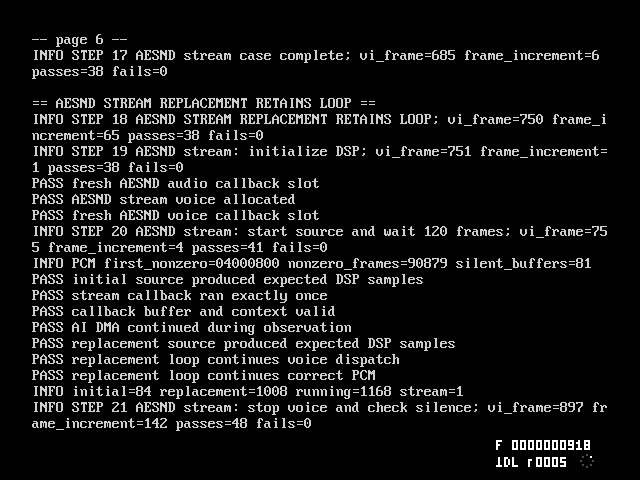 -- page 6 --
INFO STEP 17 AESND stream case complete; vi_frame=685 frame_increment=6
passes=38 fails=0
== AESND STREAM REPLACEMENT RETAINS LOOP ==
INFO STEP 18 AESND STREAM REPLACEMENT RETAINS LOOP; vi_frame=750 frame_i
ncrement=65 passes=38 fails=0
INFO STEP 19 AESND stream: initialize DSP; vi_frame=751 frame_increment=
1 passes=38 fails=0
PASS fresh AESND audio callback slot
PASS AESND stream voice allocated
PASS fresh AESND voice callback slot
INFO STEP 20 AESND stream: start source and wait 120 frames; vi_frame=75
5 frame_increment=4 passes=41 fails=0
INFO PCM first_nonzero=04000800 nonzero_frames=90879 silent_buffers=81
PASS initial source produced expected DSP samples
PASS stream callback ran exactly once
PASS callback buffer and context valid
PASS AI DMA continued during observation
PASS replacement source produced expected DSP samples
PASS replacement loop continues voice dispatch
PASS replacement loop continues correct PCM
INFO initial=84 replacement=1008 running=1168 stream=1
INFO STEP 21 AESND stream: stop voice and check silence; vi_frame=897 fr
ame_increment=142 passes=48 fails=0
F 0000000918
IDL r0005